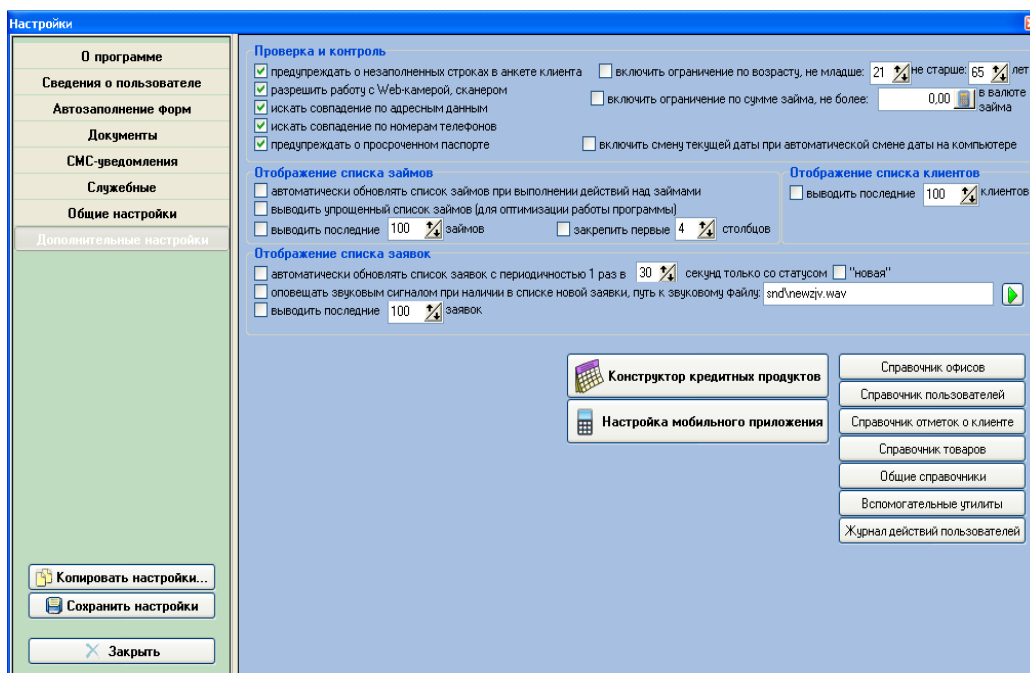 Настройки
О программе
Сведения о пользователе
Автозаполнение форм
Документы
СМС-уведомления
Служебные
Общие настройки
Дополнительные настройки
Копировать настройки...
Сохранить настройки
Закрыть
Проверка и контроль
предупреждать о незаполненных строках в анкете клиента
включить ограничение по возрасту, не младше: 21 не старше: 65 лет
разрешить работу с Web-камерой, сканером
включить ограничение по сумме займа, не более: 0,00 в валюте займа
искать совпадение по адресным данным
искать совпадение по номерам телефонов
предупреждать о просроченном паспорте
включить смену текущей даты при автоматической смене даты на компьютере
Отображение списка займов
автоматически обновлять список займов при выполнении действий над займами
выводить упрощенный список займов (для оптимизации работы программы)
выводить последние 100 займов
закрепить первые 4 столбцов
Отображение списка клиентов
выводить последние 100 клиентов
Отображение списка заявок
автоматически обновлять список заявок с периодичностью 1 раз в 30 секунд только со статусом "новая"
оповещать звуковым сигналом при наличии в списке новой заявки, путь к звуковому файлу: snd\newzjv.wav
выводить последние 100 заявок
Конструктор кредитных продуктов
Настройка мобильного приложения
Справочник офисов
Справочник пользователей
Справочник отметок о клиенте
Справочник товаров
Общие справочники
Вспомогательные утилиты
Журнал действий пользователей